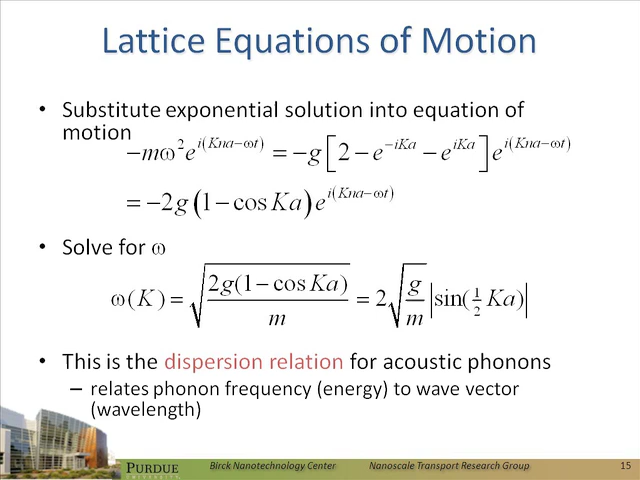 Lattice Equations of Motion
• Substitute exponential solution into equation of
motion
−mω²e^{i(Kna−ωt)} = −g[2 − e^{−iKa} − e^{iKa}]e^{i(Kna−ωt)}
= −2g(1 − cos Ka)e^{i(Kna−ωt)}
• Solve for ω
ω(K) = √(2g(1 − cos Ka)/m) = 2√(g/m) |sin(½ Ka)|
• This is the dispersion relation for acoustic phonons
– relates phonon frequency (energy) to wave vector
(wavelength)
PURDUE
UNIVERSITY
Birck Nanotechnology Center Nanoscale Transport Research Group 15